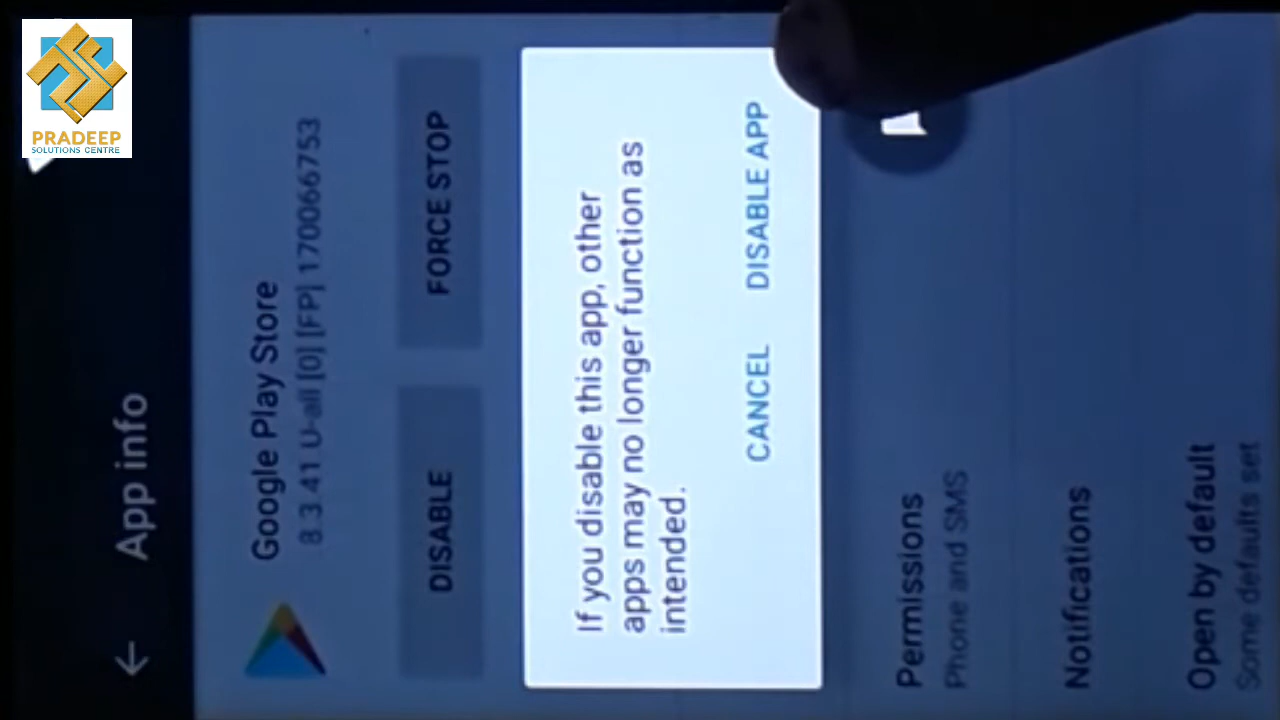 PRADEEP
SOLUTIONS CENTRE
App info
Google Play Store
8.3.41.U-all [0] [FP] 170066753
DISABLE
FORCE STOP
If you disable this app, other
apps may no longer function as
intended.
CANCEL
DISABLE APP
Permissions
Phone and SMS
Notifications
Open by default
Some defaults set